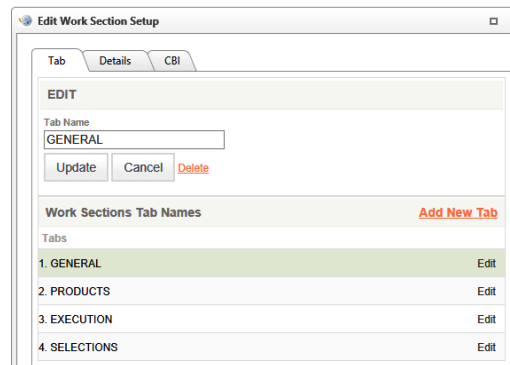 Edit Work Section Setup
Tab Details CBI
EDIT
Tab Name
GENERAL
Update Cancel Delete
Work Sections Tab Names Add New Tab
Tabs
1. GENERAL Edit
2. PRODUCTS Edit
3. EXECUTION Edit
4. SELECTIONS Edit